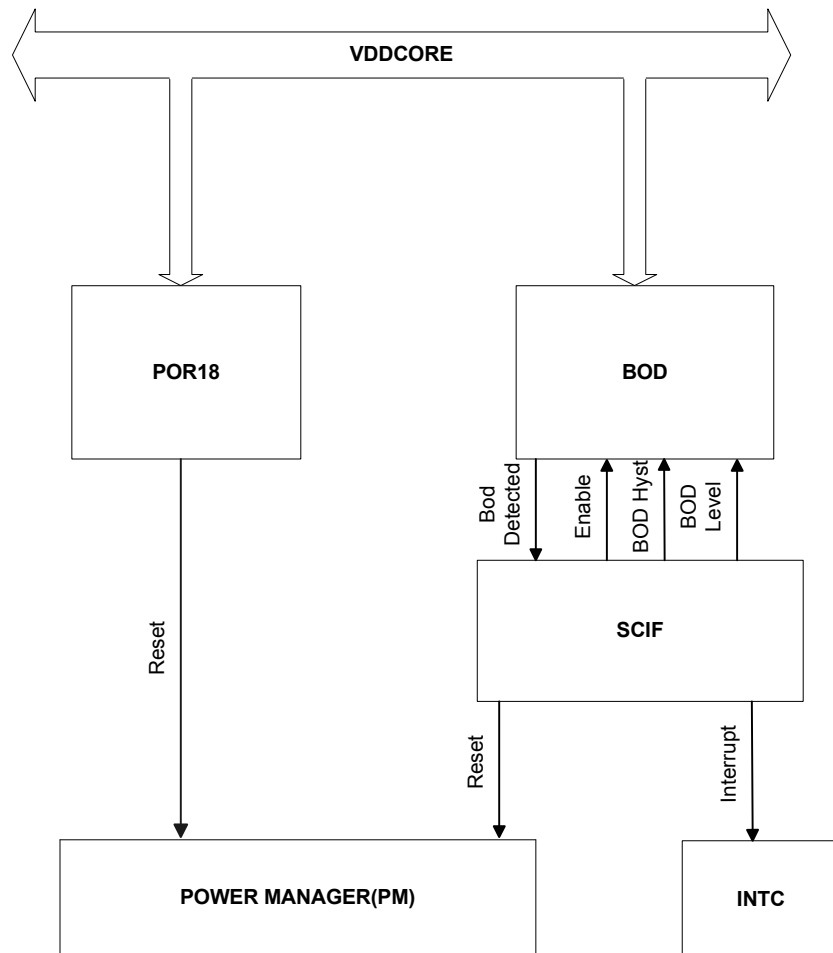 VDDCORE
POR18
BOD
Bod
Detected
Enable
BOD Hyst
BOD
Level
SCIF
Reset
Reset
Interrupt
POWER MANAGER(PM)
INTC